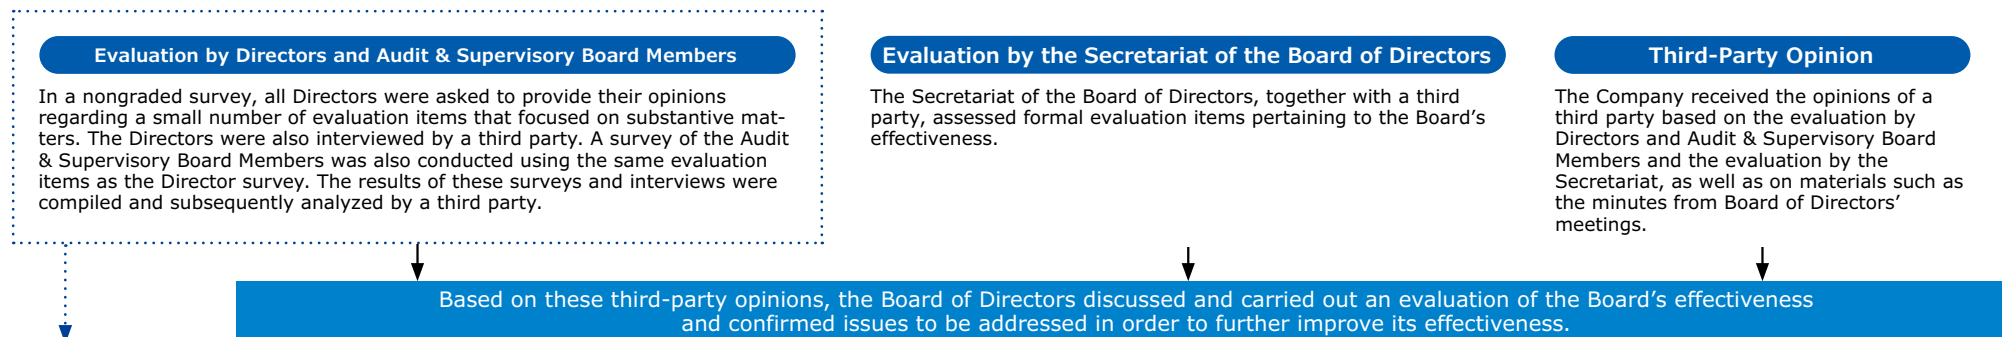 Evaluation by Directors and Audit & Supervisory Board Members
In a nongraded survey, all Directors were asked to provide their opinions
regarding a small number of evaluation items that focused on substantive mat-
ters. The Directors were also interviewed by a third party. A survey of the Audit
& Supervisory Board Members was also conducted using the same evaluation
items as the Director survey. The results of these surveys and interviews were
compiled and subsequently analyzed by a third party.
Evaluation by the Secretariat of the Board of Directors
The Secretariat of the Board of Directors, together with a third
party, assessed formal evaluation items pertaining to the Board’s
effectiveness.
Third-Party Opinion
The Company received the opinions of a
third party based on the evaluation by
Directors and Audit & Supervisory Board
Members and the evaluation by the
Secretariat, as well as on materials such as
the minutes from Board of Directors’
meetings.
Based on these third-party opinions, the Board of Directors discussed and carried out an evaluation of the Board’s effectiveness
and confirmed issues to be addressed in order to further improve its effectiveness.